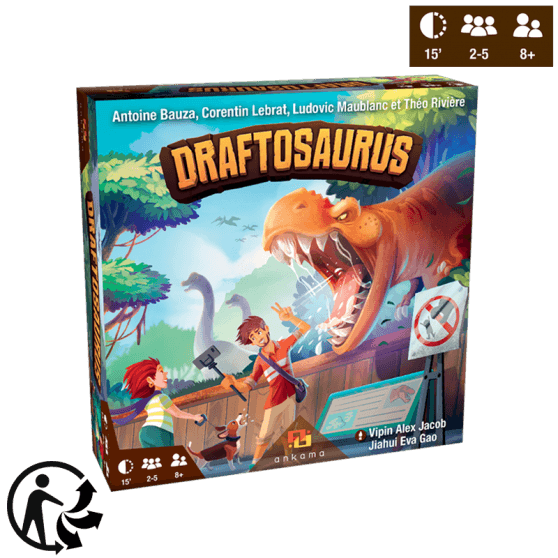 15’
2-5
8+
Antoine Bauza, Corentin Lebrat, Ludovic Maublanc et Théo Rivière
DRAFTOSAURUS
DRAFTOSAURUS
Vipin Alex Jacob
Jiahui Eva Gao
ankama
15’
2-5
8+